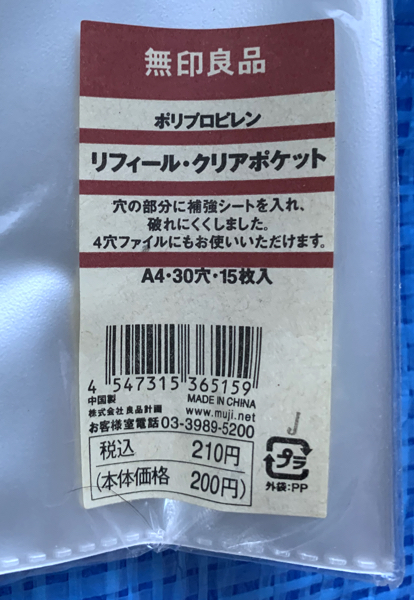 無印良品
ポリプロピレン
リフィール・クリアポケット
穴の部分に補強シートを入れ、
破れにくくしました。
4穴ファイルにもお使いいただけます。
A4・30穴・15枚入
4 547315 365159
中国製 MADE IN CHINA
株式会社 良品計画 www.muji.net
お客様室電話 03-3989-5200
J
税込 210円
(本体価格 200円)
プラ
外袋:PP